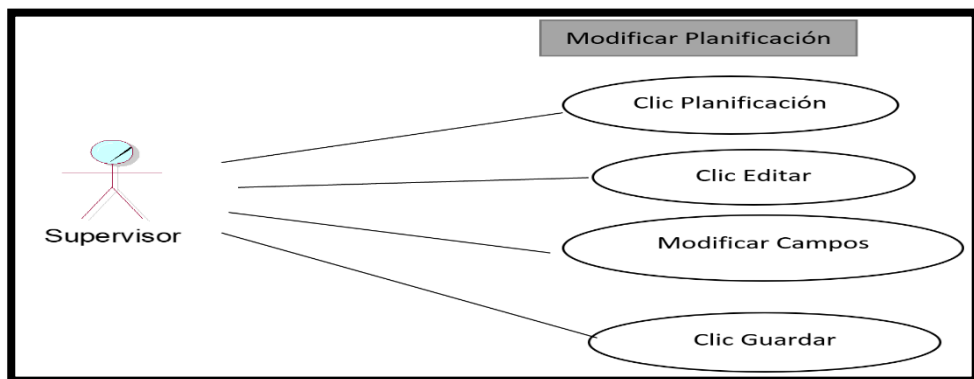 Modificar Planificación
Clic Planificación
Clic Editar
Supervisor
Modificar Campos
Clic Guardar